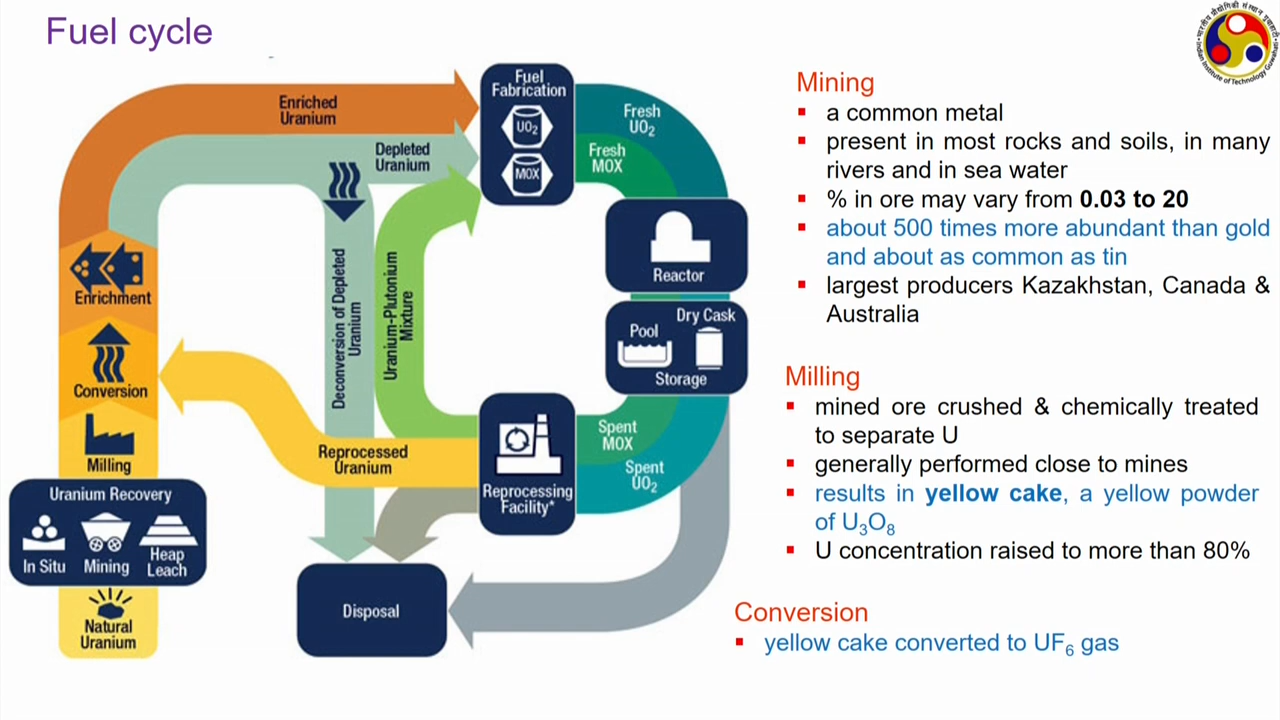 Fuel cycle
Enriched
Uranium
Depleted
Uranium
Fuel
Fabrication
UO₂
MOX
Fresh
UO₂
Fresh
MOX
Reactor
Pool
Dry Cask
Storage
Spent
MOX
Spent
UO₂
Reprocessing
Facility*
Uranium-Plutonium
Mixture
Deconversion of Depleted
Uranium
Reprocessed
Uranium
Disposal
Enrichment
Conversion
Milling
Uranium Recovery
In Situ
Mining
Heap
Leach
Natural
Uranium
Mining
▪ a common metal
▪ present in most rocks and soils, in many
rivers and in sea water
▪ % in ore may vary from 0.03 to 20
▪ about 500 times more abundant than gold
and about as common as tin
▪ largest producers Kazakhstan, Canada &
Australia
Milling
▪ mined ore crushed & chemically treated
to separate U
▪ generally performed close to mines
▪ results in yellow cake, a yellow powder
of U₃O₈
▪ U concentration raised to more than 80%
Conversion
▪ yellow cake converted to UF₆ gas
Indian Institute of Technology Guwahati